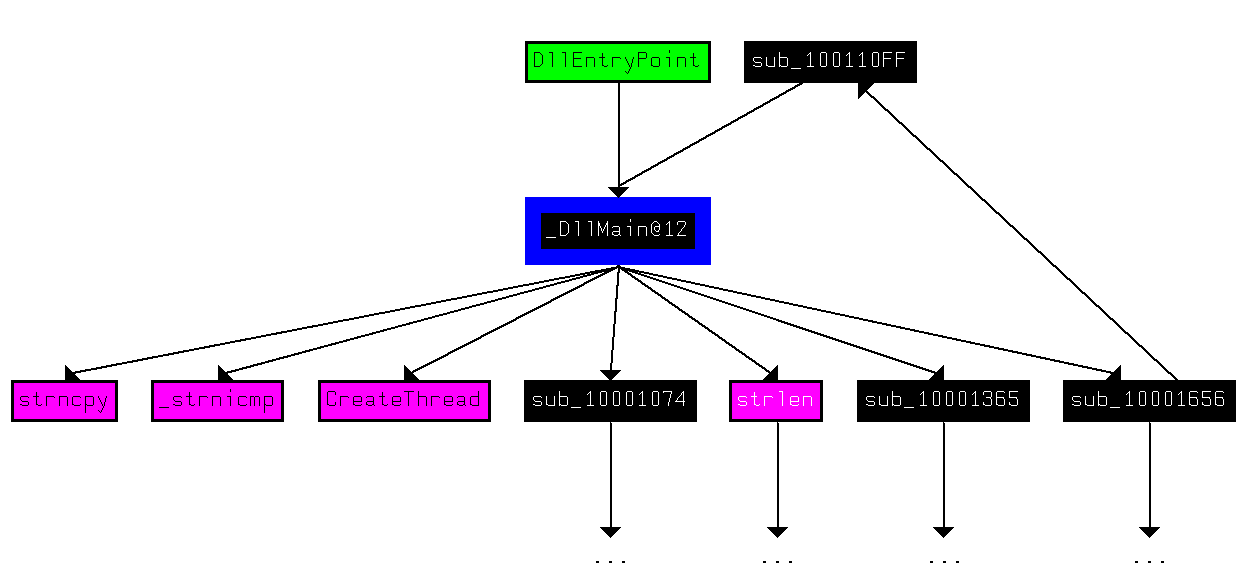 DllEntryPoint
sub_100110FF
_DllMain@12
strncpy
_strnicmp
CreateThread
sub_10001074
strlen
sub_10001365
sub_10001656
...
...
...
...